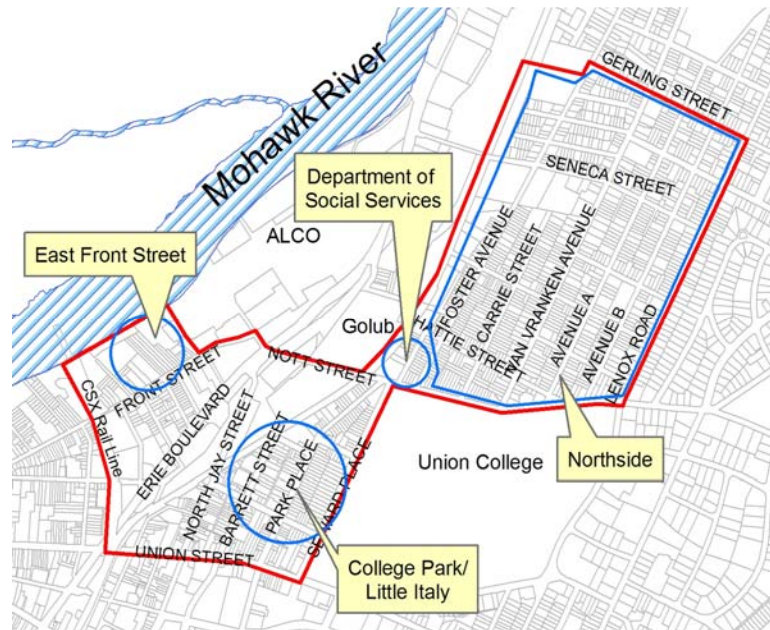 Mohawk River
GERLING STREET
SENECA STREET
Department of
Social Services
ALCO
East Front Street
FOSTER AVENUE
CARRIE STREET
VAN VRANKEN AVENUE
AVENUE A
AVENUE B
LENOX ROAD
Golub
HATTIE STREET
NOTT STREET
FRONT STREET
CSX Rail Line
ERIE BOULEVARD
NORTH JAY STREET
BARRETT STREET
PARK PLACE
SEWARD PLACE
Union College
Northside
UNION STREET
College Park/
Little Italy